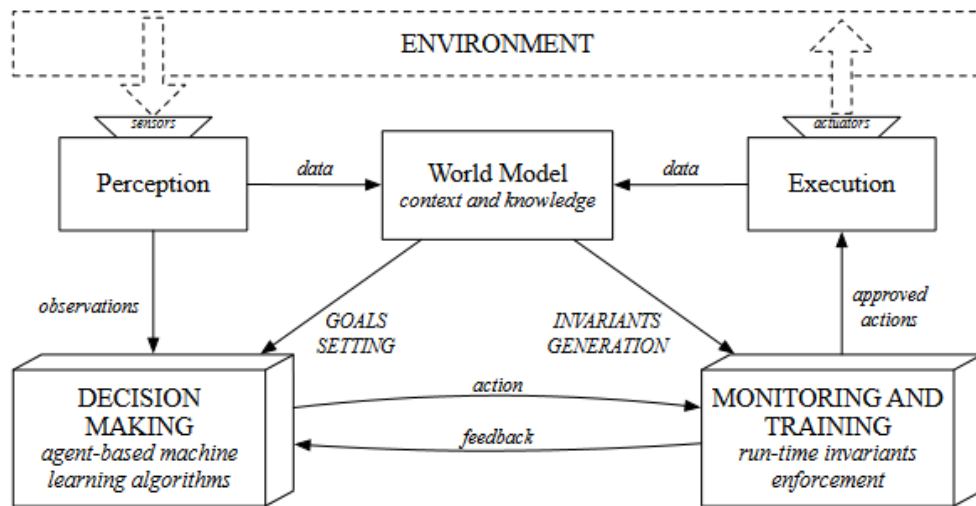 ENVIRONMENT
sensors
actuators
Perception
data
World Model
context and knowledge
data
Execution
observations
GOALS
SETTING
INVARIANTS
GENERATION
approved
actions
DECISION
MAKING
agent-based machine
learning algorithms
action
feedback
MONITORING AND
TRAINING
run-time invariants
enforcement